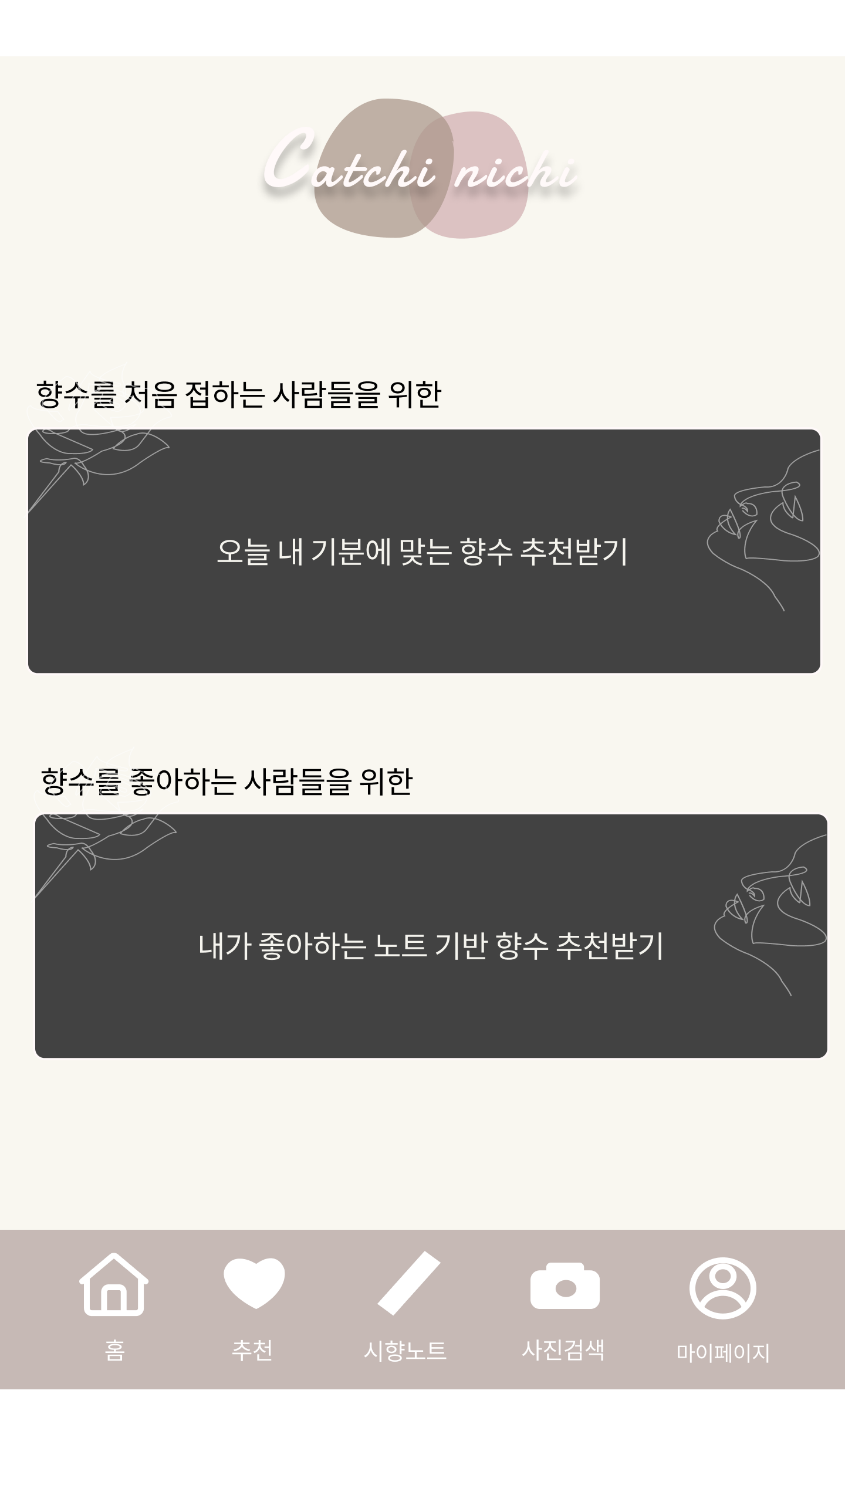 Catchi nichi
향수를 처음 접하는 사람들을 위한
오늘 내 기분에 맞는 향수 추천받기
향수를 좋아하는 사람들을 위한
내가 좋아하는 노트 기반 향수 추천받기
홈 추천 시향노트 사진검색 마이페이지